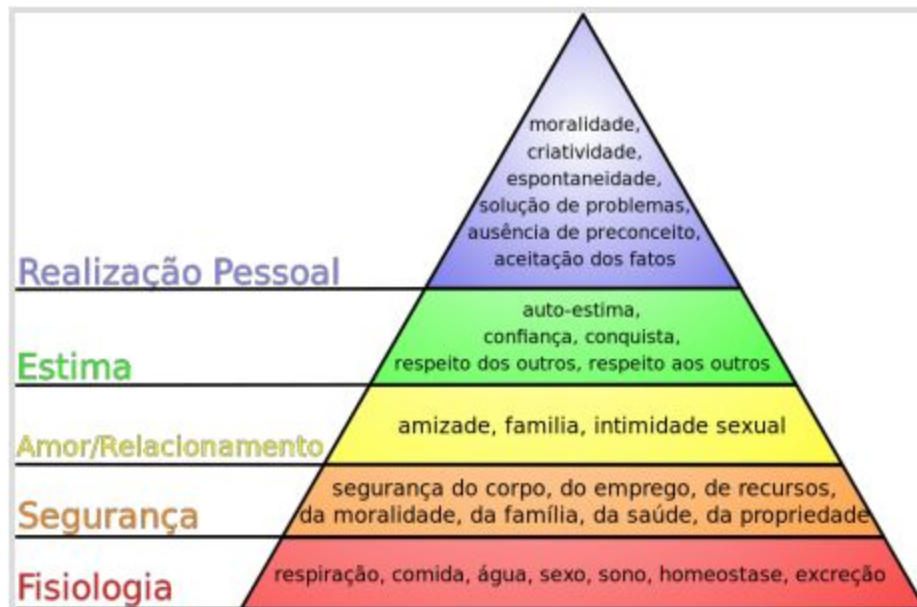 moralidade,
criatividade,
espontaneidade,
solução de problemas,
ausência de preconceito,
aceitação dos fatos
Realização Pessoal
auto-estima,
confiança, conquista,
respeito dos outros, respeito aos outros
Estima
amizade, familia, intimidade sexual
Amor/Relacionamento
segurança do corpo, do emprego, de recursos,
da moralidade, da família, da saúde, da propriedade
Segurança
respiração, comida, água, sexo, sono, homeostase, excreção
Fisiologia